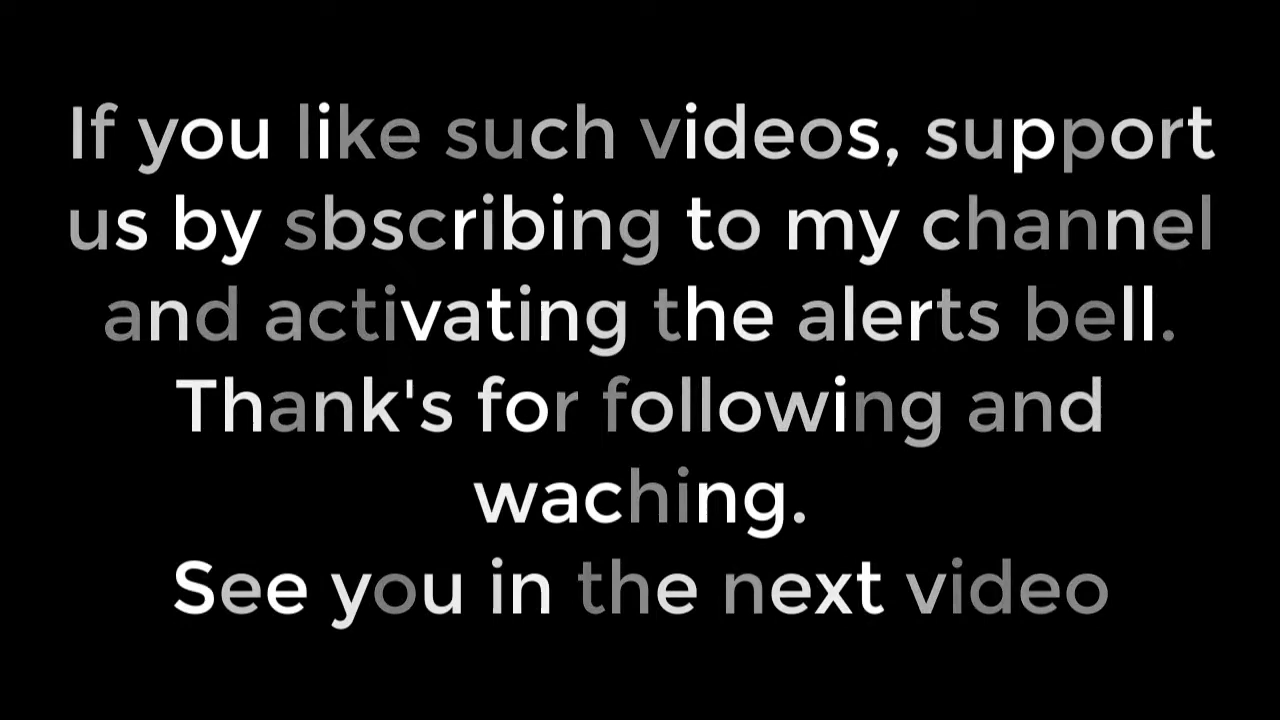 If you like such videos, support
us by sbscribing to my channel
and activating the alerts bell.
Thank's for following and
waching.
See you in the next video